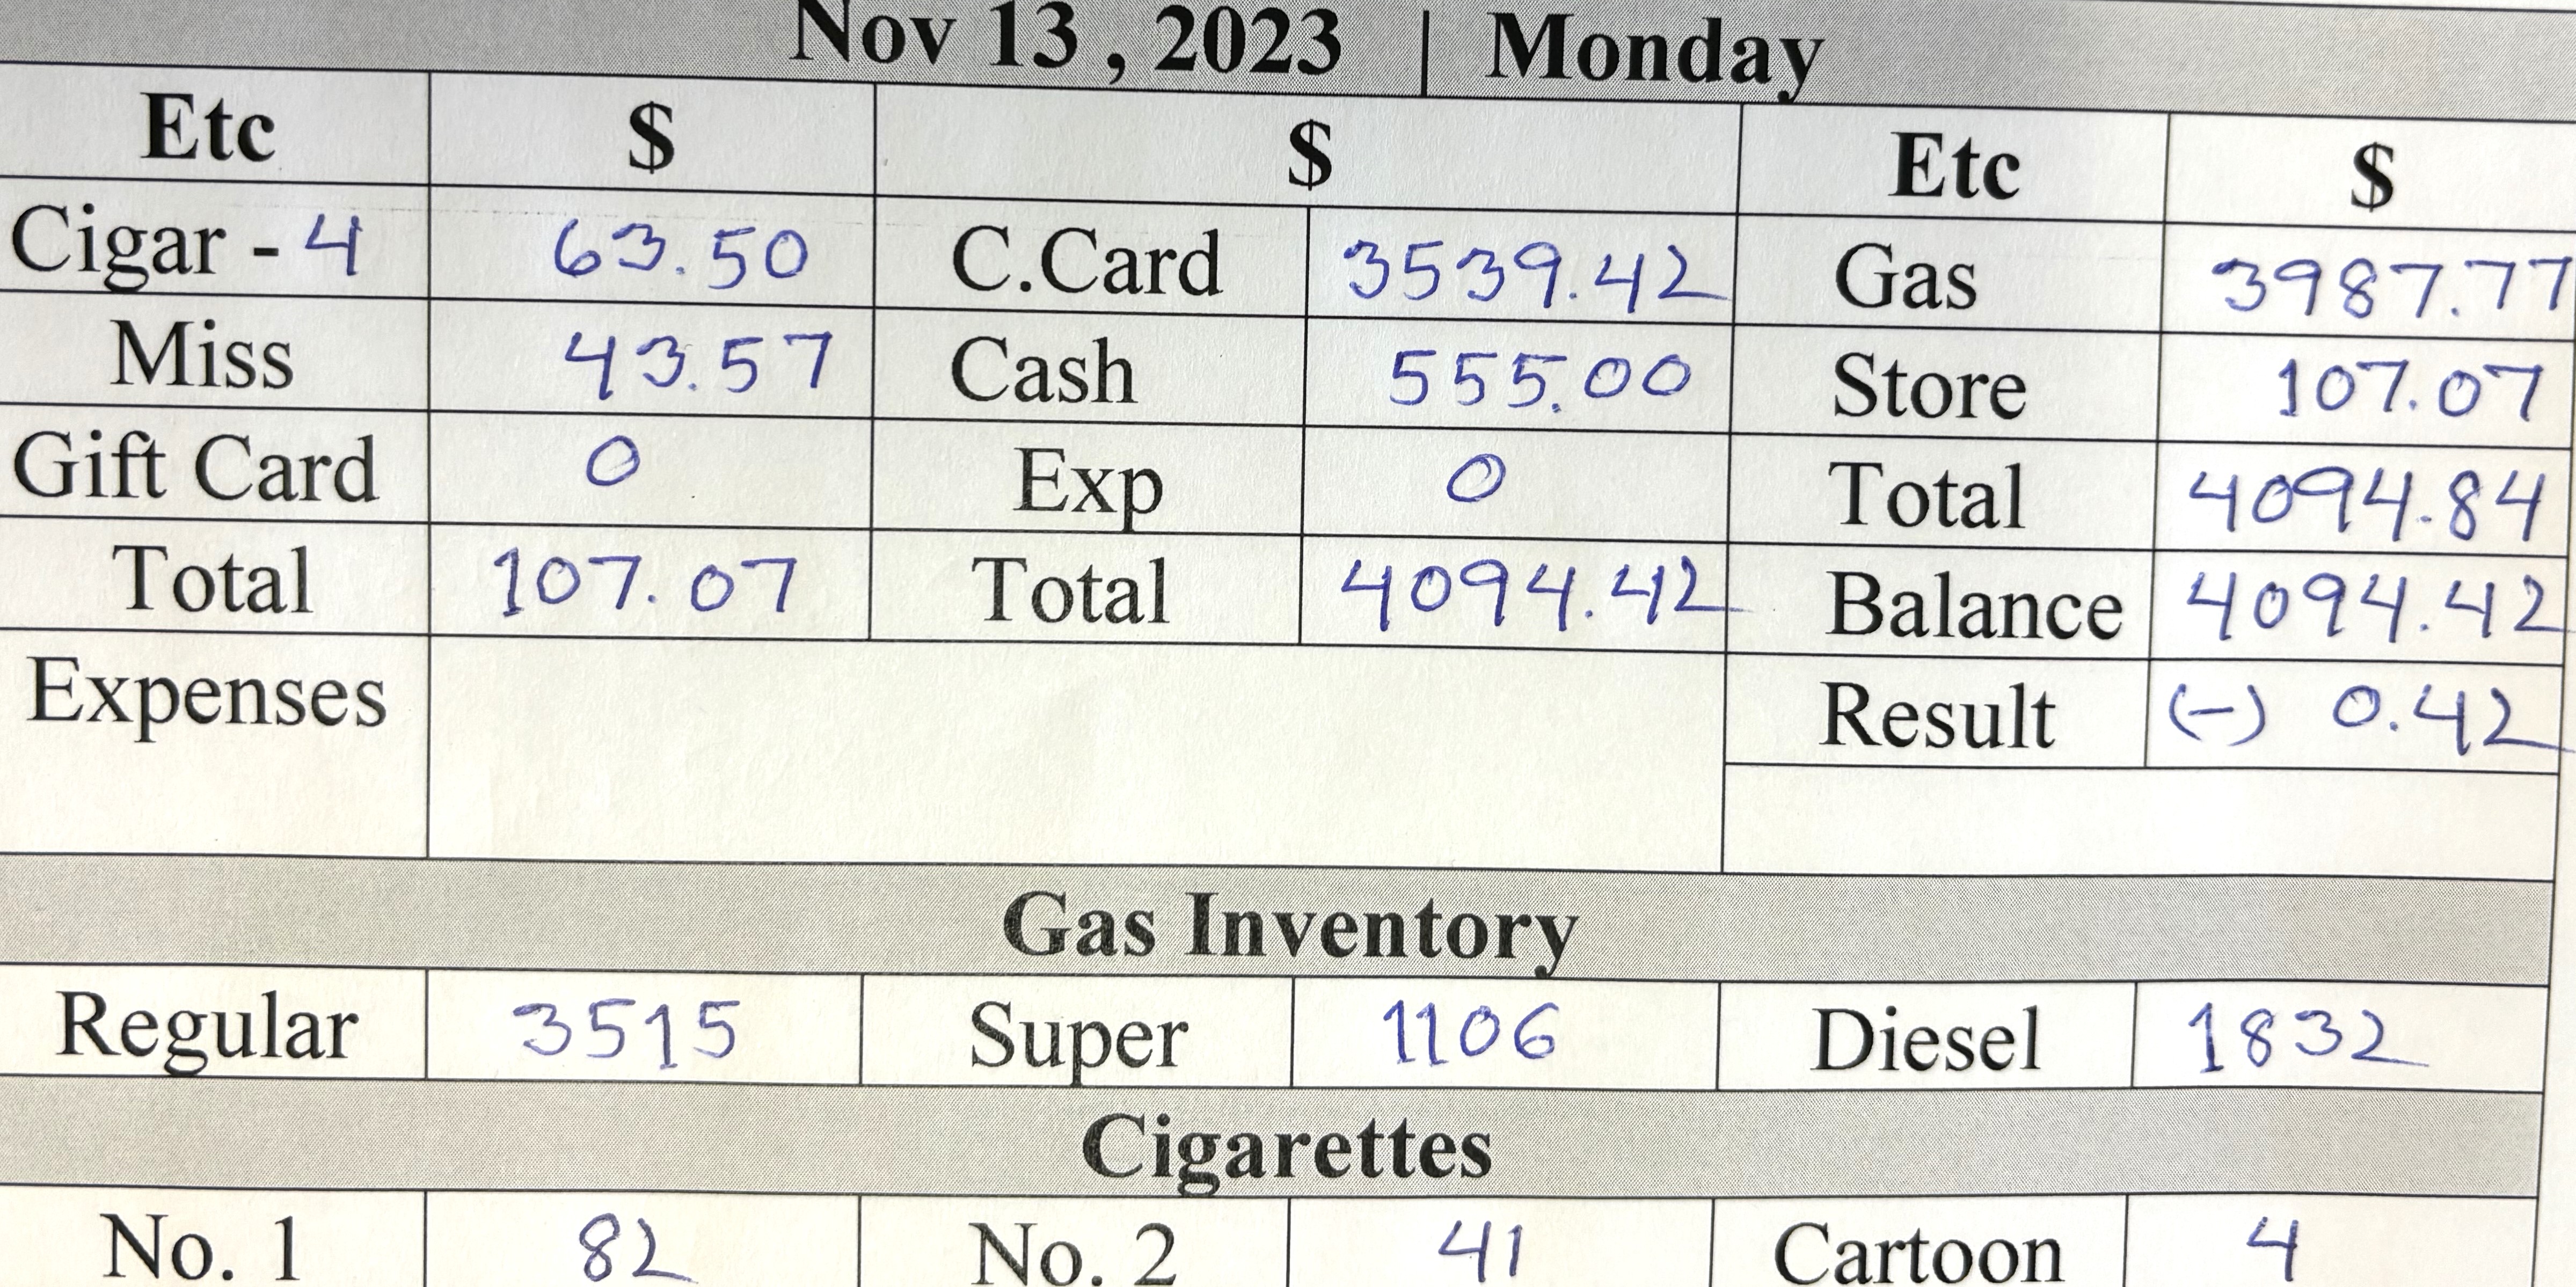 Nov 13 , 2023 | Monday
Etc $ $ Etc $
Cigar - 4 63.50 C.Card 3539.42 Gas 3987.77
Miss 43.57 Cash 555.00 Store 107.07
Gift Card 0 Exp 0 Total 4094.84
Total 107.07 Total 4094.42 Balance 4094.42
Expenses Result (-) 0.42
Gas Inventory
Regular 3515 Super 1106 Diesel 1832
Cigarettes
No. 1 82 No. 2 41 Cartoon 4